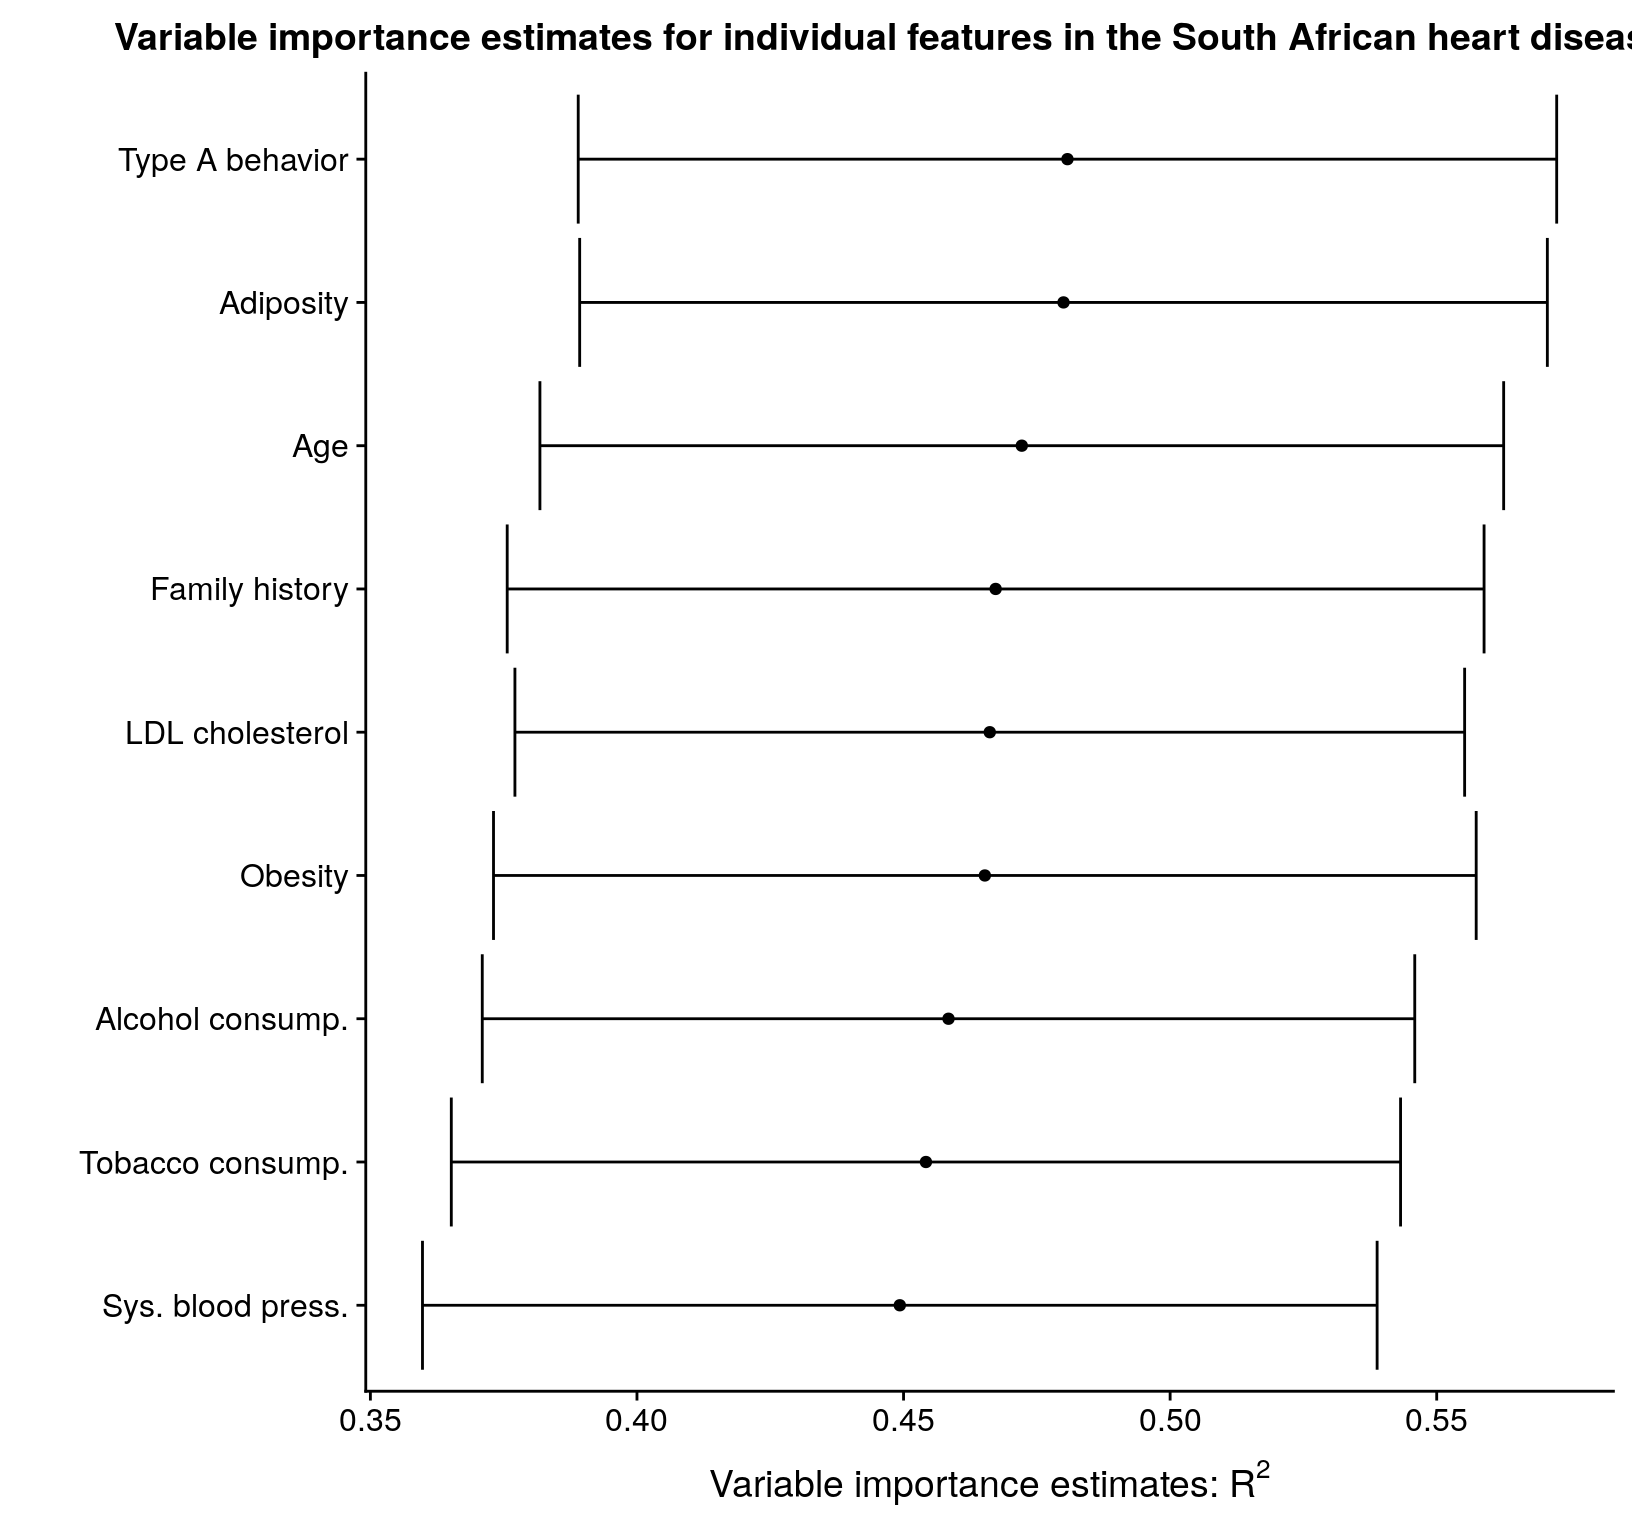 Variable importance estimates for individual features in the South African heart diseas
Type A behavior
Adiposity
Age
Family history
LDL cholesterol
Obesity
Alcohol consump.
Tobacco consump.
Sys. blood press.
0.35 0.40 0.45 0.50 0.55
Variable importance estimates: R²